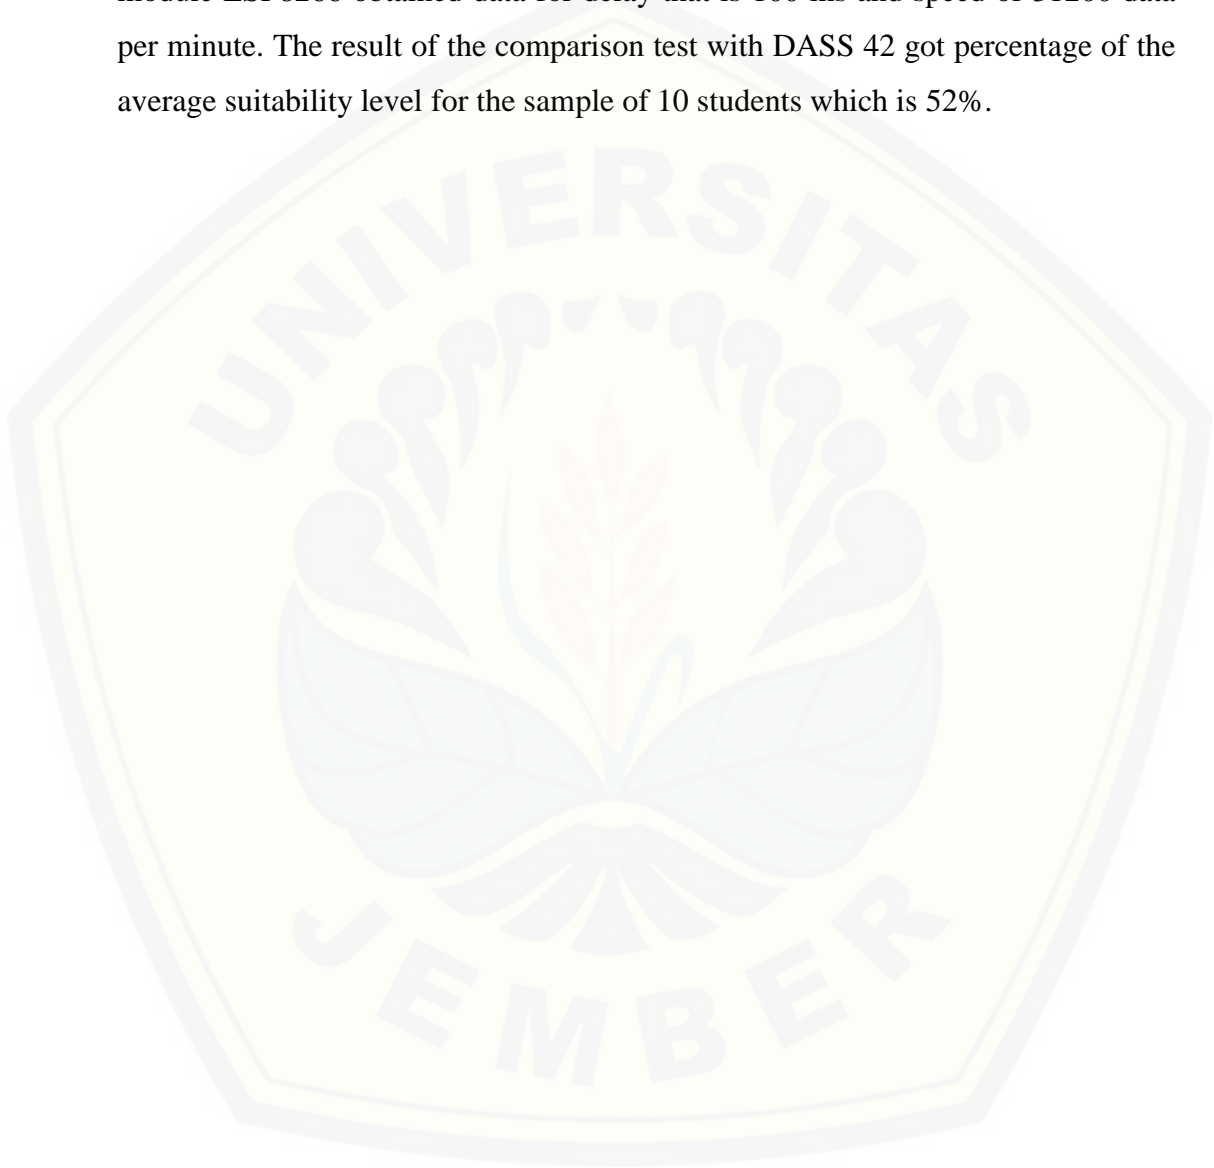 per minute. The result of the comparison test with DASS 42 got percentage of the
average suitability level for the sample of 10 students which is 52%.
UNIVERSITAS
JEMBER